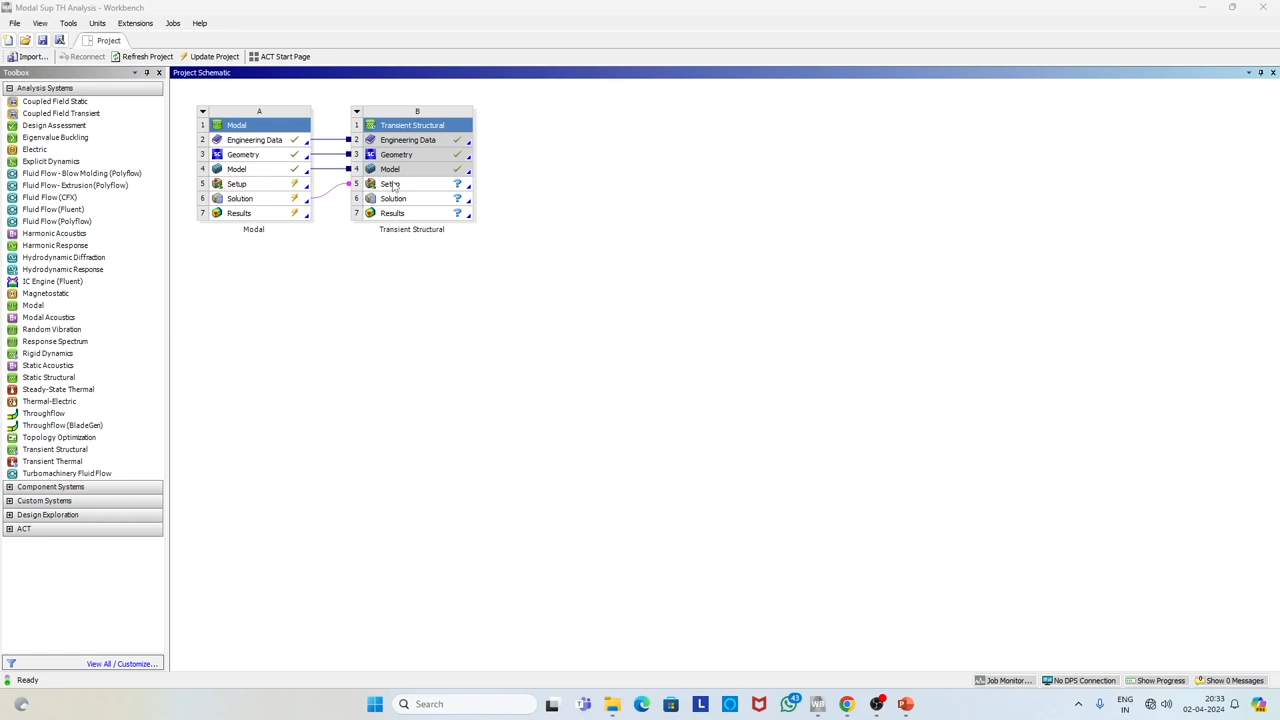 Modal Sup TH Analysis - Workbench
File View Tools Units Extensions Jobs Help
Project
Import... Reconnect Refresh Project Update Project ACT Start Page
Toolbox
Project Schematic
Analysis Systems
Coupled Field Static
Coupled Field Transient
Design Assessment
Eigenvalue Buckling
Electric
Explicit Dynamics
Fluid Flow - Blow Molding (Polyflow)
Fluid Flow- Extrusion (Polyflow)
Fluid Flow (CFX)
Fluid Flow (Fluent)
Fluid Flow (Polyflow)
Harmonic Acoustics
Harmonic Response
Hydrodynamic Diffraction
Hydrodynamic Response
IC Engine (Fluent)
Magnetostatic
Modal
Modal Acoustics
Random Vibration
Response Spectrum
Rigid Dynamics
Static Acoustics
Static Structural
Steady-State Thermal
Thermal-Electric
Throughflow
Throughflow (BladeGen)
Topology Optimization
Transient Structural
Transient Thermal
Turbomachinery Fluid Flow
Component Systems
Custom Systems
Design Exploration
ACT
View All / Customize...
A
1 Modal
2 Engineering Data
3 Geometry
4 Model
5 Setup
6 Solution
7 Results
Modal
B
1 Transient Structural
2 Engineering Data
3 Geometry
4 Model
5 Setup
6 Solution
7 Results
Transient Structural
Ready
Job Monitor... No DPS Connection Show Progress Show 0 Messages
Search
43
ENG
IN
20:33
02-04-2024